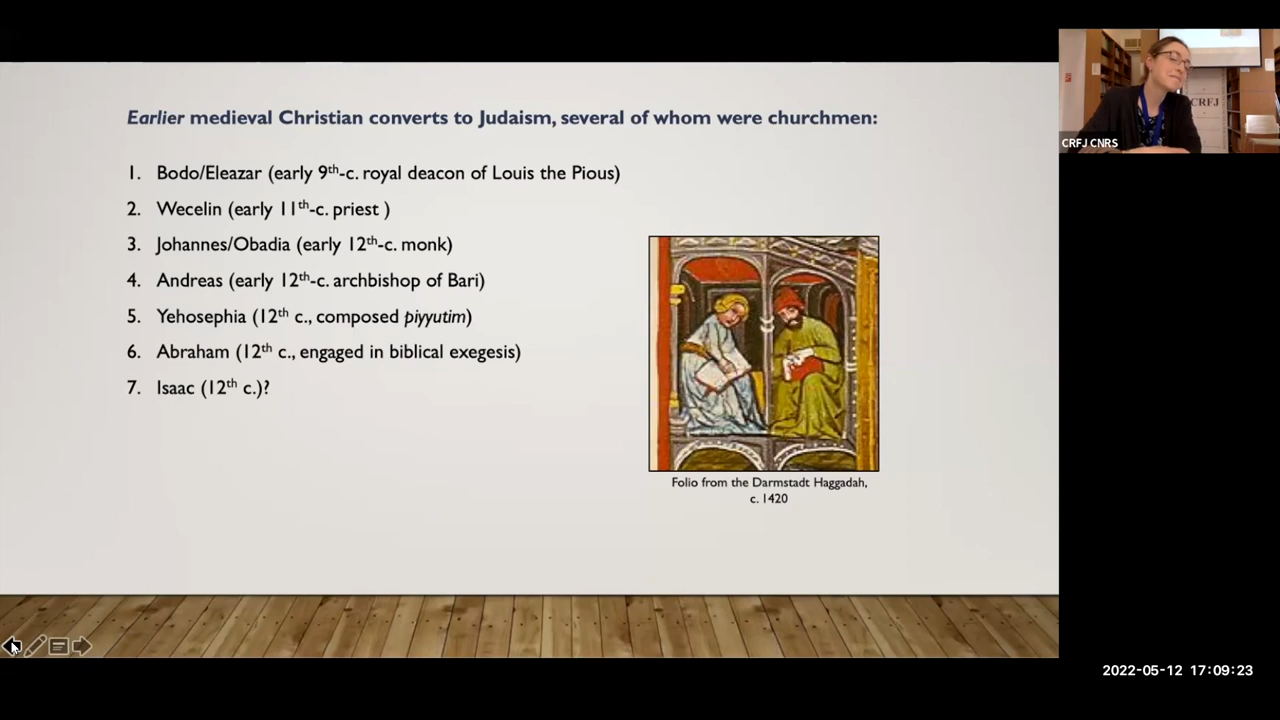 Earlier medieval Christian converts to Judaism, several of whom were churchmen:
1. Bodo/Eleazar (early 9th-c. royal deacon of Louis the Pious)
2. Wecelin (early 11th-c. priest )
3. Johannes/Obadia (early 12th-c. monk)
4. Andreas (early 12th-c. archbishop of Bari)
5. Yehosephia (12th c., composed piyyutim)
6. Abraham (12th c., engaged in biblical exegesis)
7. Isaac (12th c.)?
Folio from the Darmstadt Haggadah,
c. 1420
CRFJ
CRFJ CNRS
2022-05-12 17:09:23